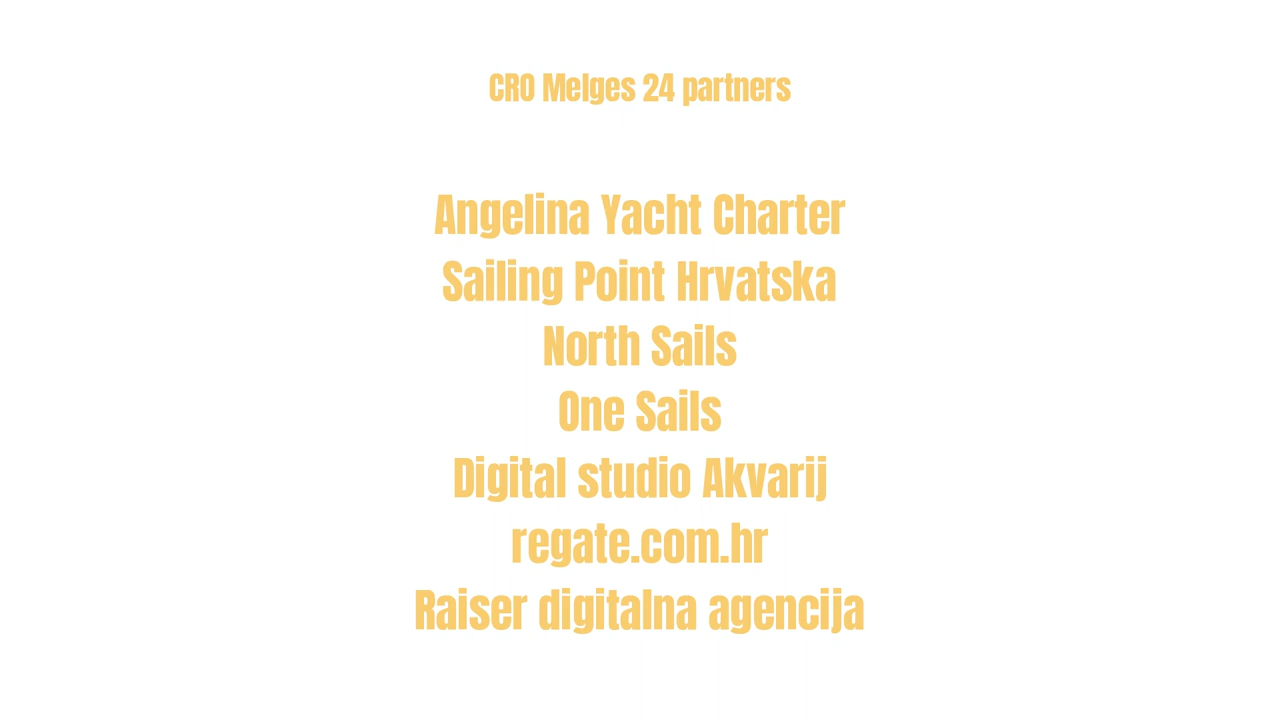 CRO Melges 24 partners
Angelina Yacht Charter
Sailing Point Hrvatska
North Sails
One Sails
Digital studio Akvarij
regate.com.hr
Raiser digitalna agencija